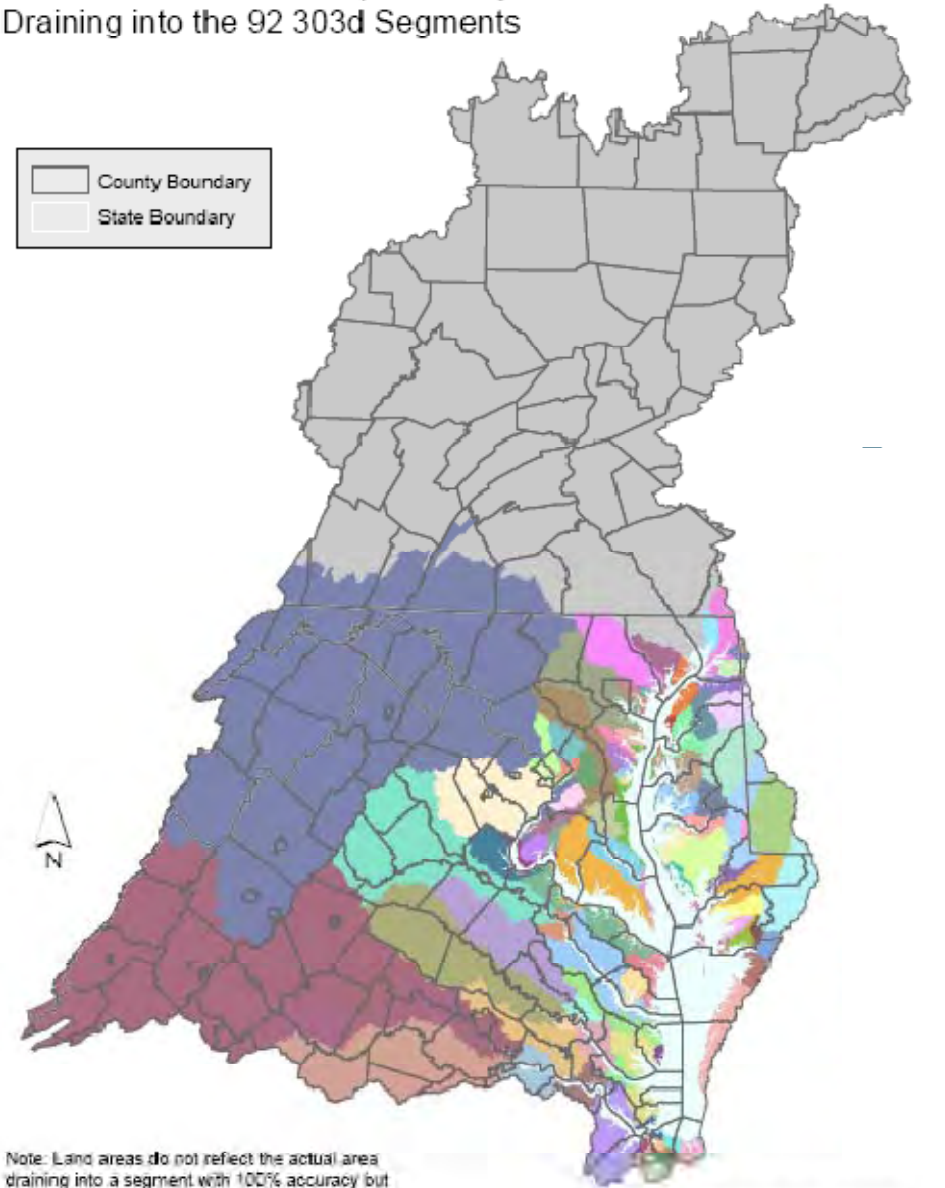 Draining into the 92 303d Segments
County Boundary
State Boundary
N
Note: Land areas do not reflect the actual area
draining into a segment with 100% accuracy but